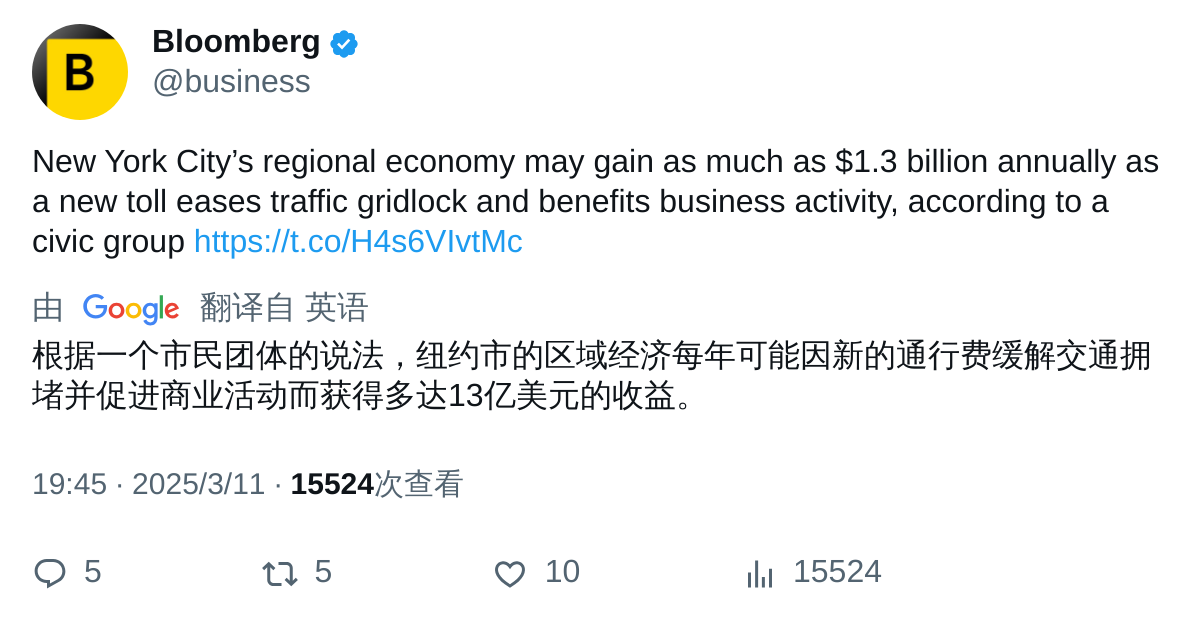 B
Bloomberg
@business
New York City’s regional economy may gain as much as $1.3 billion annually as
a new toll eases traffic gridlock and benefits business activity, according to a
civic group https://t.co/H4s6VIvtMc
由 Google 翻译自 英语
根据一个市民团体的说法，纽约市的区域经济每年可能因新的通行费缓解交通拥
堵并促进商业活动而获得多达13亿美元的收益。
19:45 · 2025/3/11 · 15524次查看
5 5 10 15524